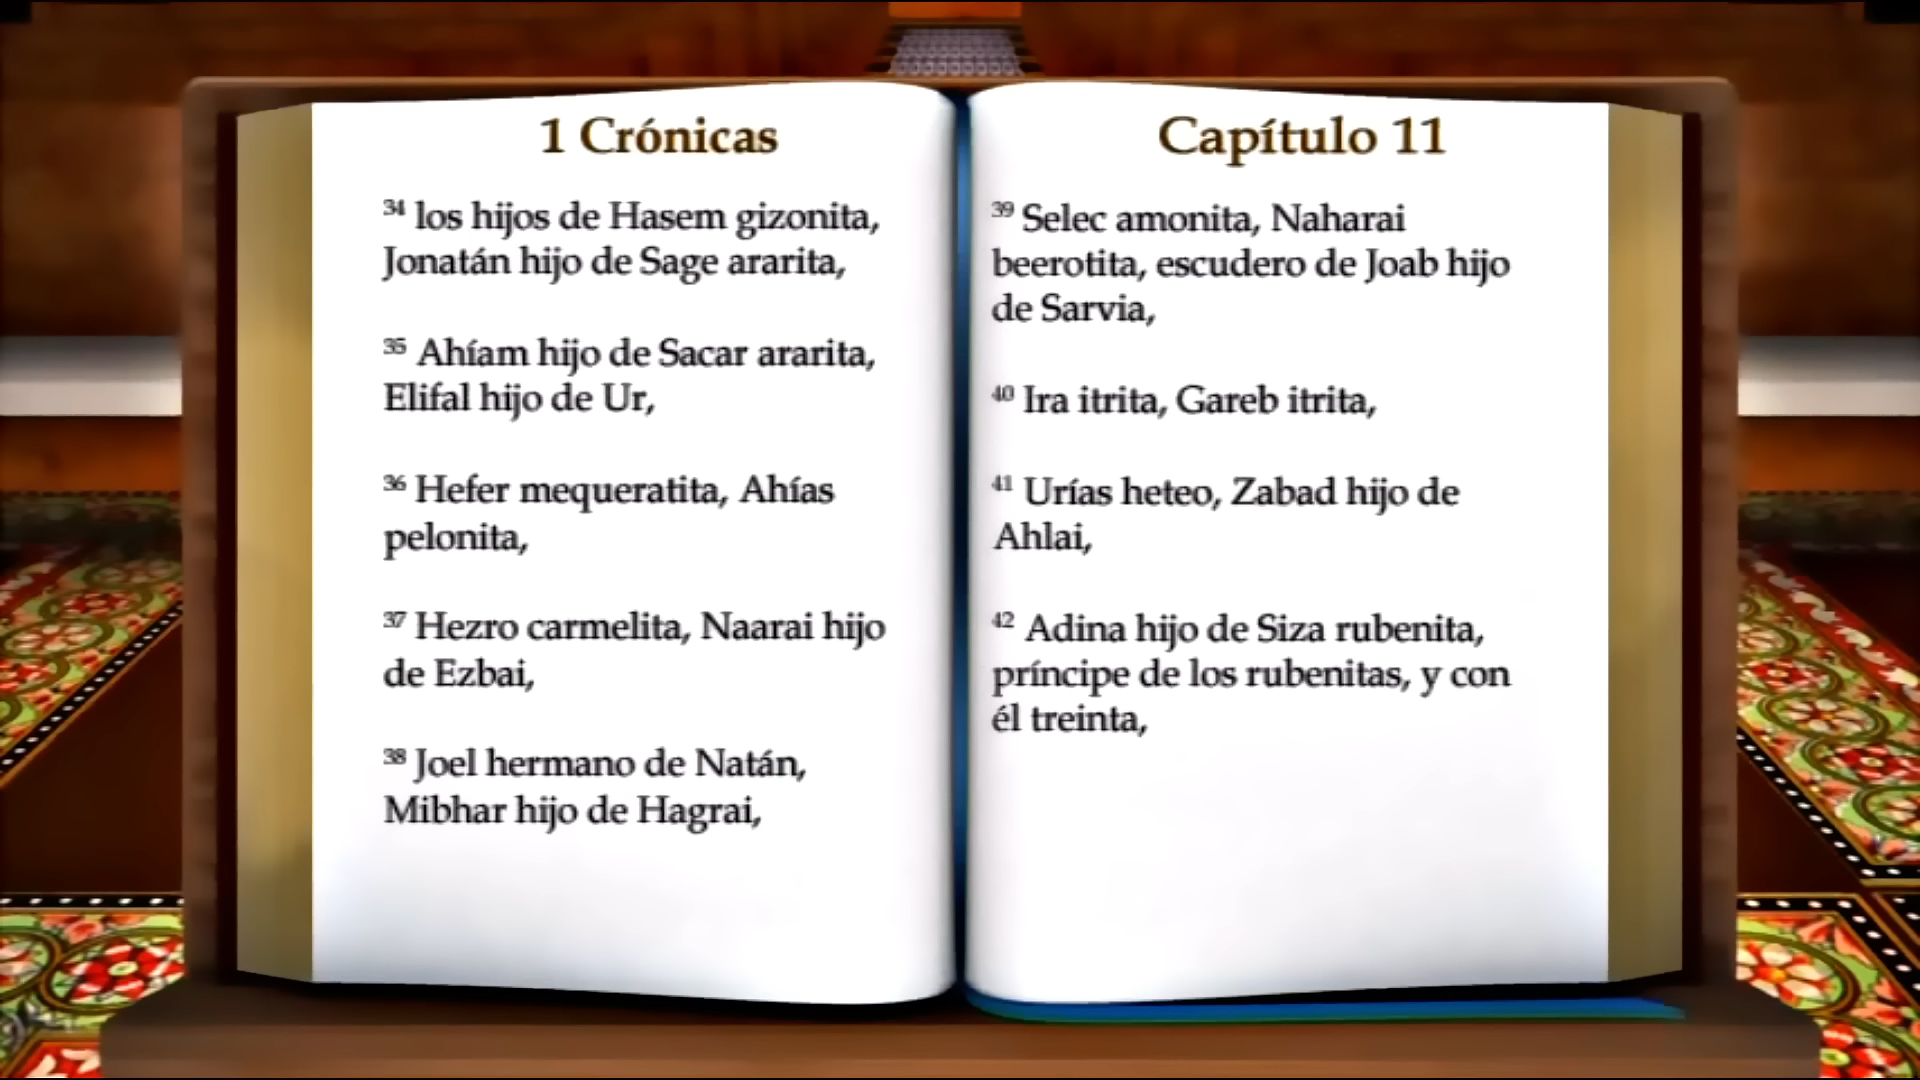 1 Crónicas
34 los hijos de Hasem gizonita,
Jonatán hijo de Sage ararita,
35 Ahíam hijo de Sacar ararita,
Elifal hijo de Ur,
36 Hefer mequeratita, Ahías
pelonita,
37 Hezro carmelita, Naarai hijo
de Ezbai,
38 Joel hermano de Natán,
Mibhar hijo de Hagrai,
Capítulo 11
39 Selec amonita, Naharai
beerotita, escudero de Joab hijo
de Sarvia,
40 Ira itrita, Gareb itrita,
41 Urías heteo, Zabad hijo de
Ahlai,
42 Adina hijo de Siza rubenita,
príncipe de los rubenitas, y con
él treinta,